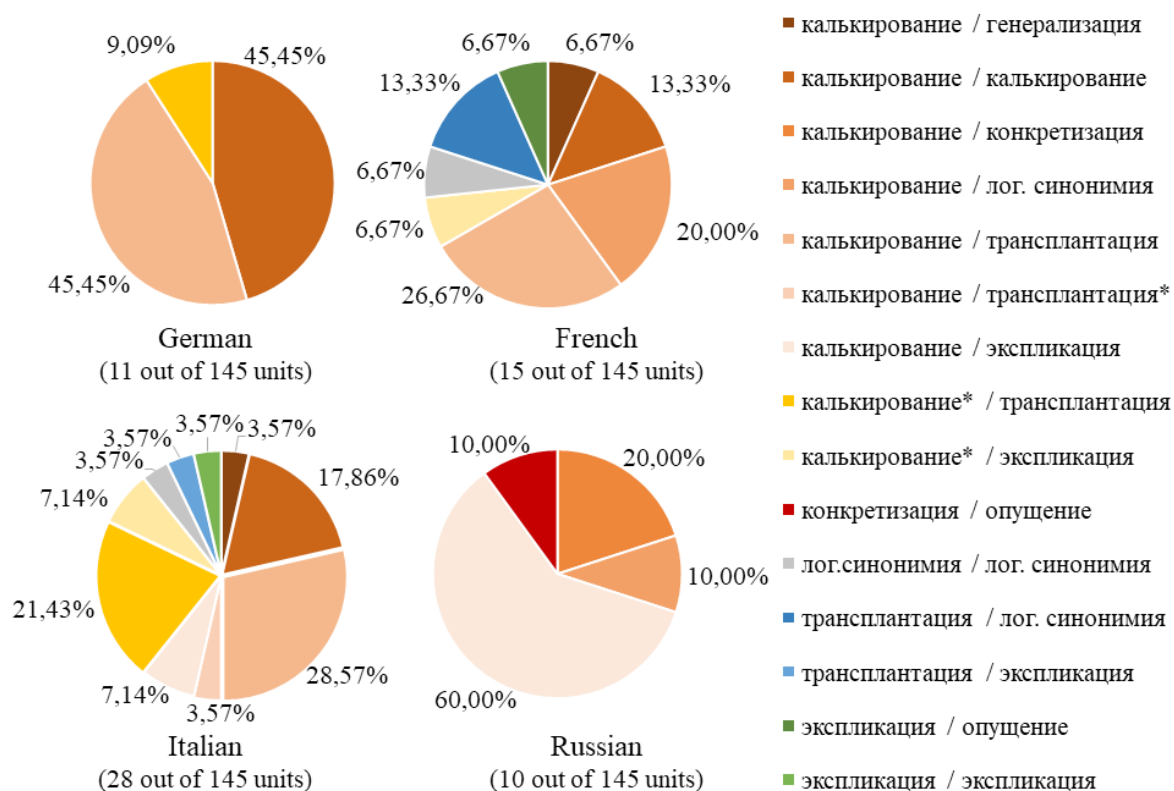 9,09%
45,45%
45,45%
German
(11 out of 145 units)
6,67%
6,67%
13,33%
13,33%
6,67%
6,67%
20,00%
26,67%
French
(15 out of 145 units)
3,57%
3,57%
3,57%
3,57%
17,86%
7,14%
21,43%
28,57%
7,14%
3,57%
Italian
(28 out of 145 units)
10,00%
20,00%
10,00%
60,00%
Russian
(10 out of 145 units)
калькирование / генерализация
калькирование / калькирование
калькирование / конкретизация
калькирование / лог. синонимия
калькирование / трансплантация
калькирование / трансплантация*
калькирование / экспликация
калькирование* / трансплантация
калькирование* / экспликация
конкретизация / опущение
лог.синонимия / лог. синонимия
трансплантация / лог. синонимия
трансплантация / экспликация
экспликация / опущение
экспликация / экспликация